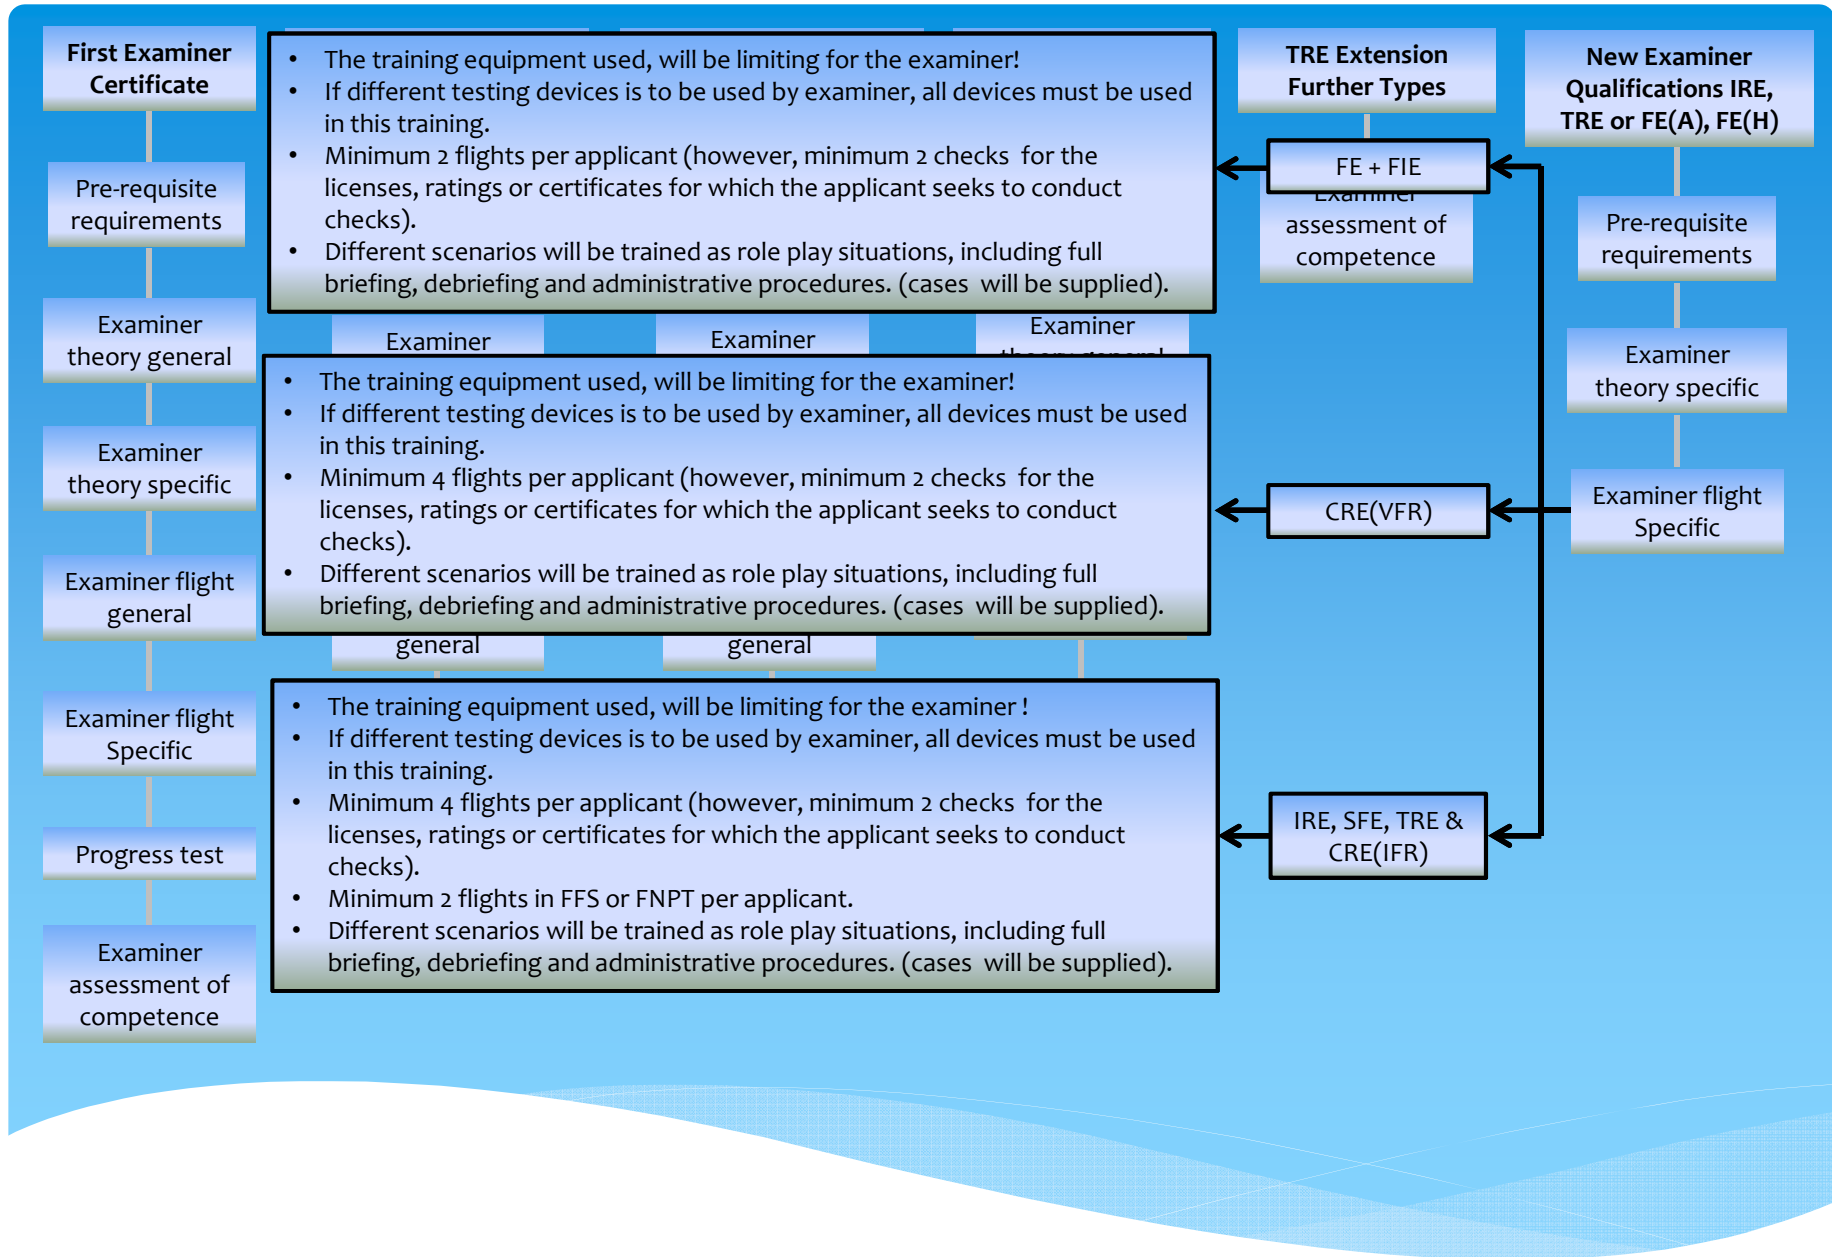 First Examiner
Certificate
Pre-requisite
requirements
Examiner
theory general
Examiner
theory specific
Examiner flight
general
Examiner flight
Specific
Progress test
Examiner
assessment of
competence
• The training equipment used, will be limiting for the examiner!
• If different testing devices is to be used by examiner, all devices must be used
in this training.
• Minimum 2 flights per applicant (however, minimum 2 checks for the
licenses, ratings or certificates for which the applicant seeks to conduct
checks).
• Different scenarios will be trained as role play situations, including full
briefing, debriefing and administrative procedures. (cases will be supplied).
Examiner
Examiner
Examiner
theory general
• The training equipment used, will be limiting for the examiner!
• If different testing devices is to be used by examiner, all devices must be used
in this training.
• Minimum 4 flights per applicant (however, minimum 2 checks for the
licenses, ratings or certificates for which the applicant seeks to conduct
checks).
• Different scenarios will be trained as role play situations, including full
briefing, debriefing and administrative procedures. (cases will be supplied).
general
general
• The training equipment used, will be limiting for the examiner !
• If different testing devices is to be used by examiner, all devices must be used
in this training.
• Minimum 4 flights per applicant (however, minimum 2 checks for the
licenses, ratings or certificates for which the applicant seeks to conduct
checks).
• Minimum 2 flights in FFS or FNPT per applicant.
• Different scenarios will be trained as role play situations, including full
briefing, debriefing and administrative procedures. (cases will be supplied).
TRE Extension
Further Types
FE + FIE
Examiner
assessment of
competence
CRE(VFR)
IRE, SFE, TRE &
CRE(IFR)
New Examiner
Qualifications IRE,
TRE or FE(A), FE(H)
Pre-requisite
requirements
Examiner
theory specific
Examiner flight
Specific